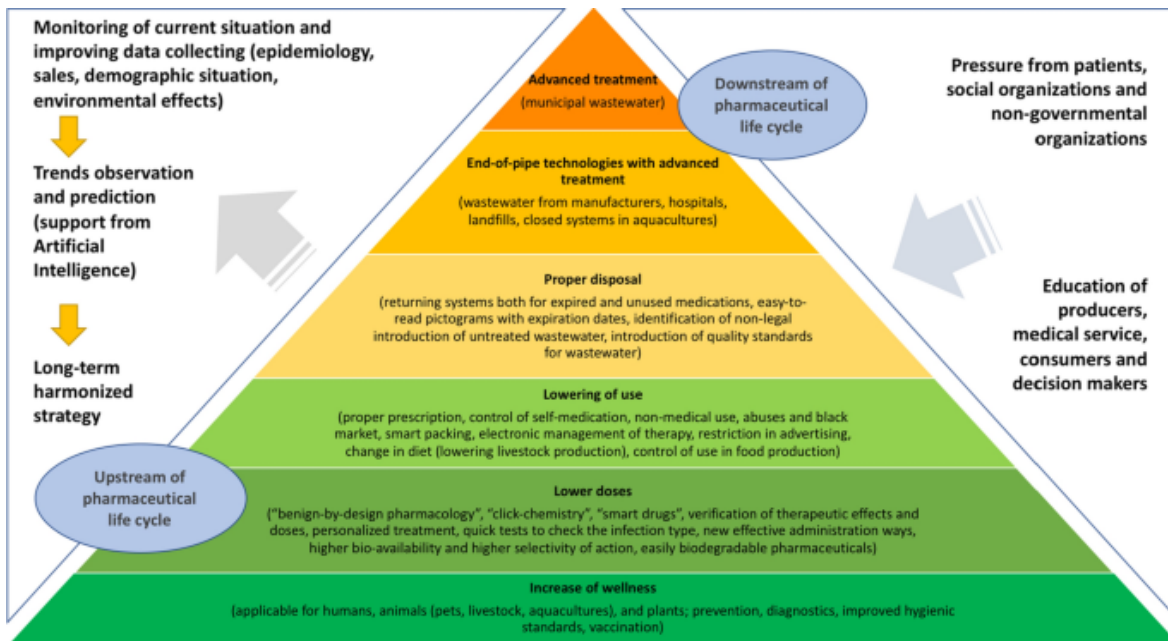 Monitoring of current situation and
improving data collecting (epidemiology,
sales, demographic situation,
environmental effects)
Trends observation
and prediction
(support from
Artificial
Intelligence)
Long-term
harmonized
strategy
Upstream of
pharmaceutical
life cycle
Advanced treatment
(municipal wastewater)
End-of-pipe technologies with advanced
treatment
(wastewater from manufacturers, hospitals,
landfills, closed systems in aquacultures)
Proper disposal
(returning systems both for expired and unused medications, easy-to-
read pictograms with expiration dates, identification of non-legal
introduction of untreated wastewater, introduction of quality standards
for wastewater)
Lowering of use
(proper prescription, control of self-medication, non-medical use, abuses and black
market, smart packing, electronic management of therapy, restriction in advertising,
change in diet (lowering livestock production), control of use in food production)
Lower doses
("benign-by-design pharmacology", "click-chemistry", "smart drugs", verification of therapeutic effects and
doses, personalized treatment, quick tests to check the infection type, new effective administration ways,
higher bio-availability and higher selectivity of action, easily biodegradable pharmaceuticals)
Increase of wellness
(applicable for humans, animals (pets, livestock, aquacultures), and plants; prevention, diagnostics, improved hygienic
standards, vaccination)
Downstream of
pharmaceutical
life cycle
Pressure from patients,
social organizations and
non-governmental
organizations
Education of
producers,
medical service,
consumers and
decision makers